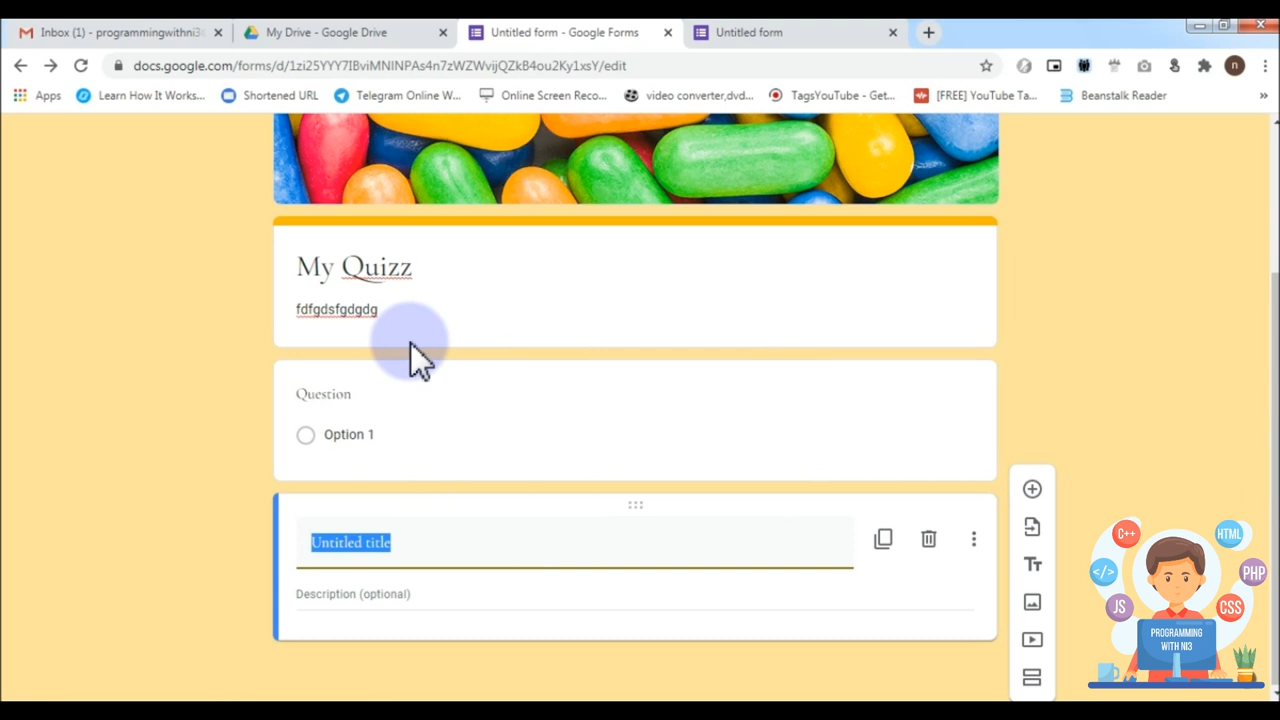 Inbox (1) - programmingwithni3
My Drive - Google Drive
Untitled form - Google Forms
Untitled form
docs.google.com/forms/d/1zi25YYY7IBviMNINPAs4n7zWZWvijQZkB4ou2Ky1xsY/edit
n
Apps
Learn How It Works...
Shortened URL
Telegram Online W...
Online Screen Reco...
video converter,dvd...
TagsYouTube - Get...
[FREE] YouTube Ta...
Beanstalk Reader
»
My Quizz
fdfgdsfgdgdg
Question
Option 1
Untitled title
Description (optional)
Tт
C++
HTML
</>
PHP
JS
CSS
PROGRAMMING
WITH NI3